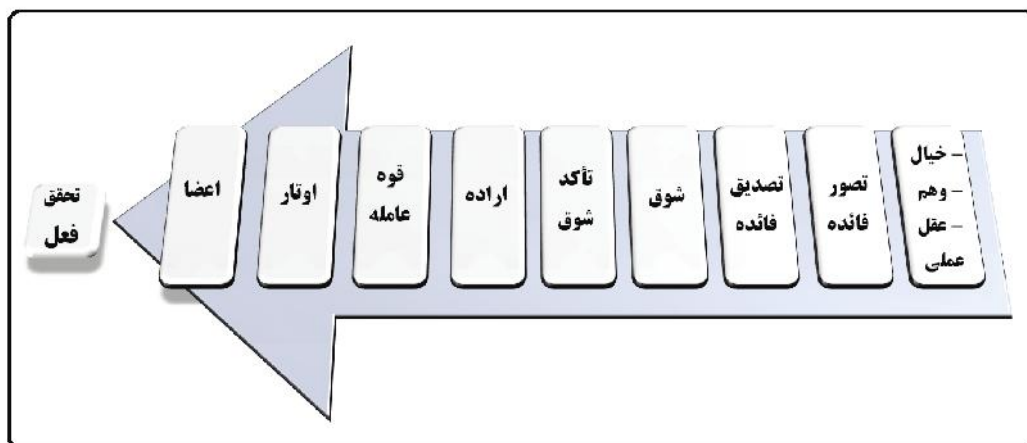 – خیال
– وهم
– عقل
عملی
تصور
فائده
تصدیق
فائده
شوق
تأکد
شوق
اراده
قوه
عامله
اوتار
اعضا
تحقق
فعل